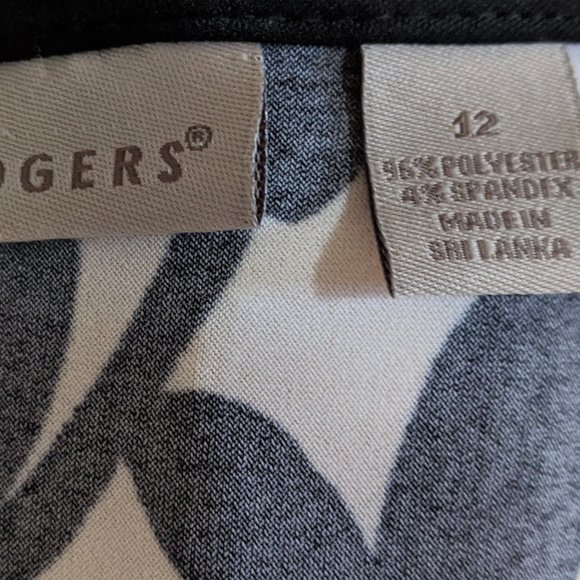 OGERS®
12
96% POLYESTER
4% SPANDEX
MADE IN
SRI LANKA